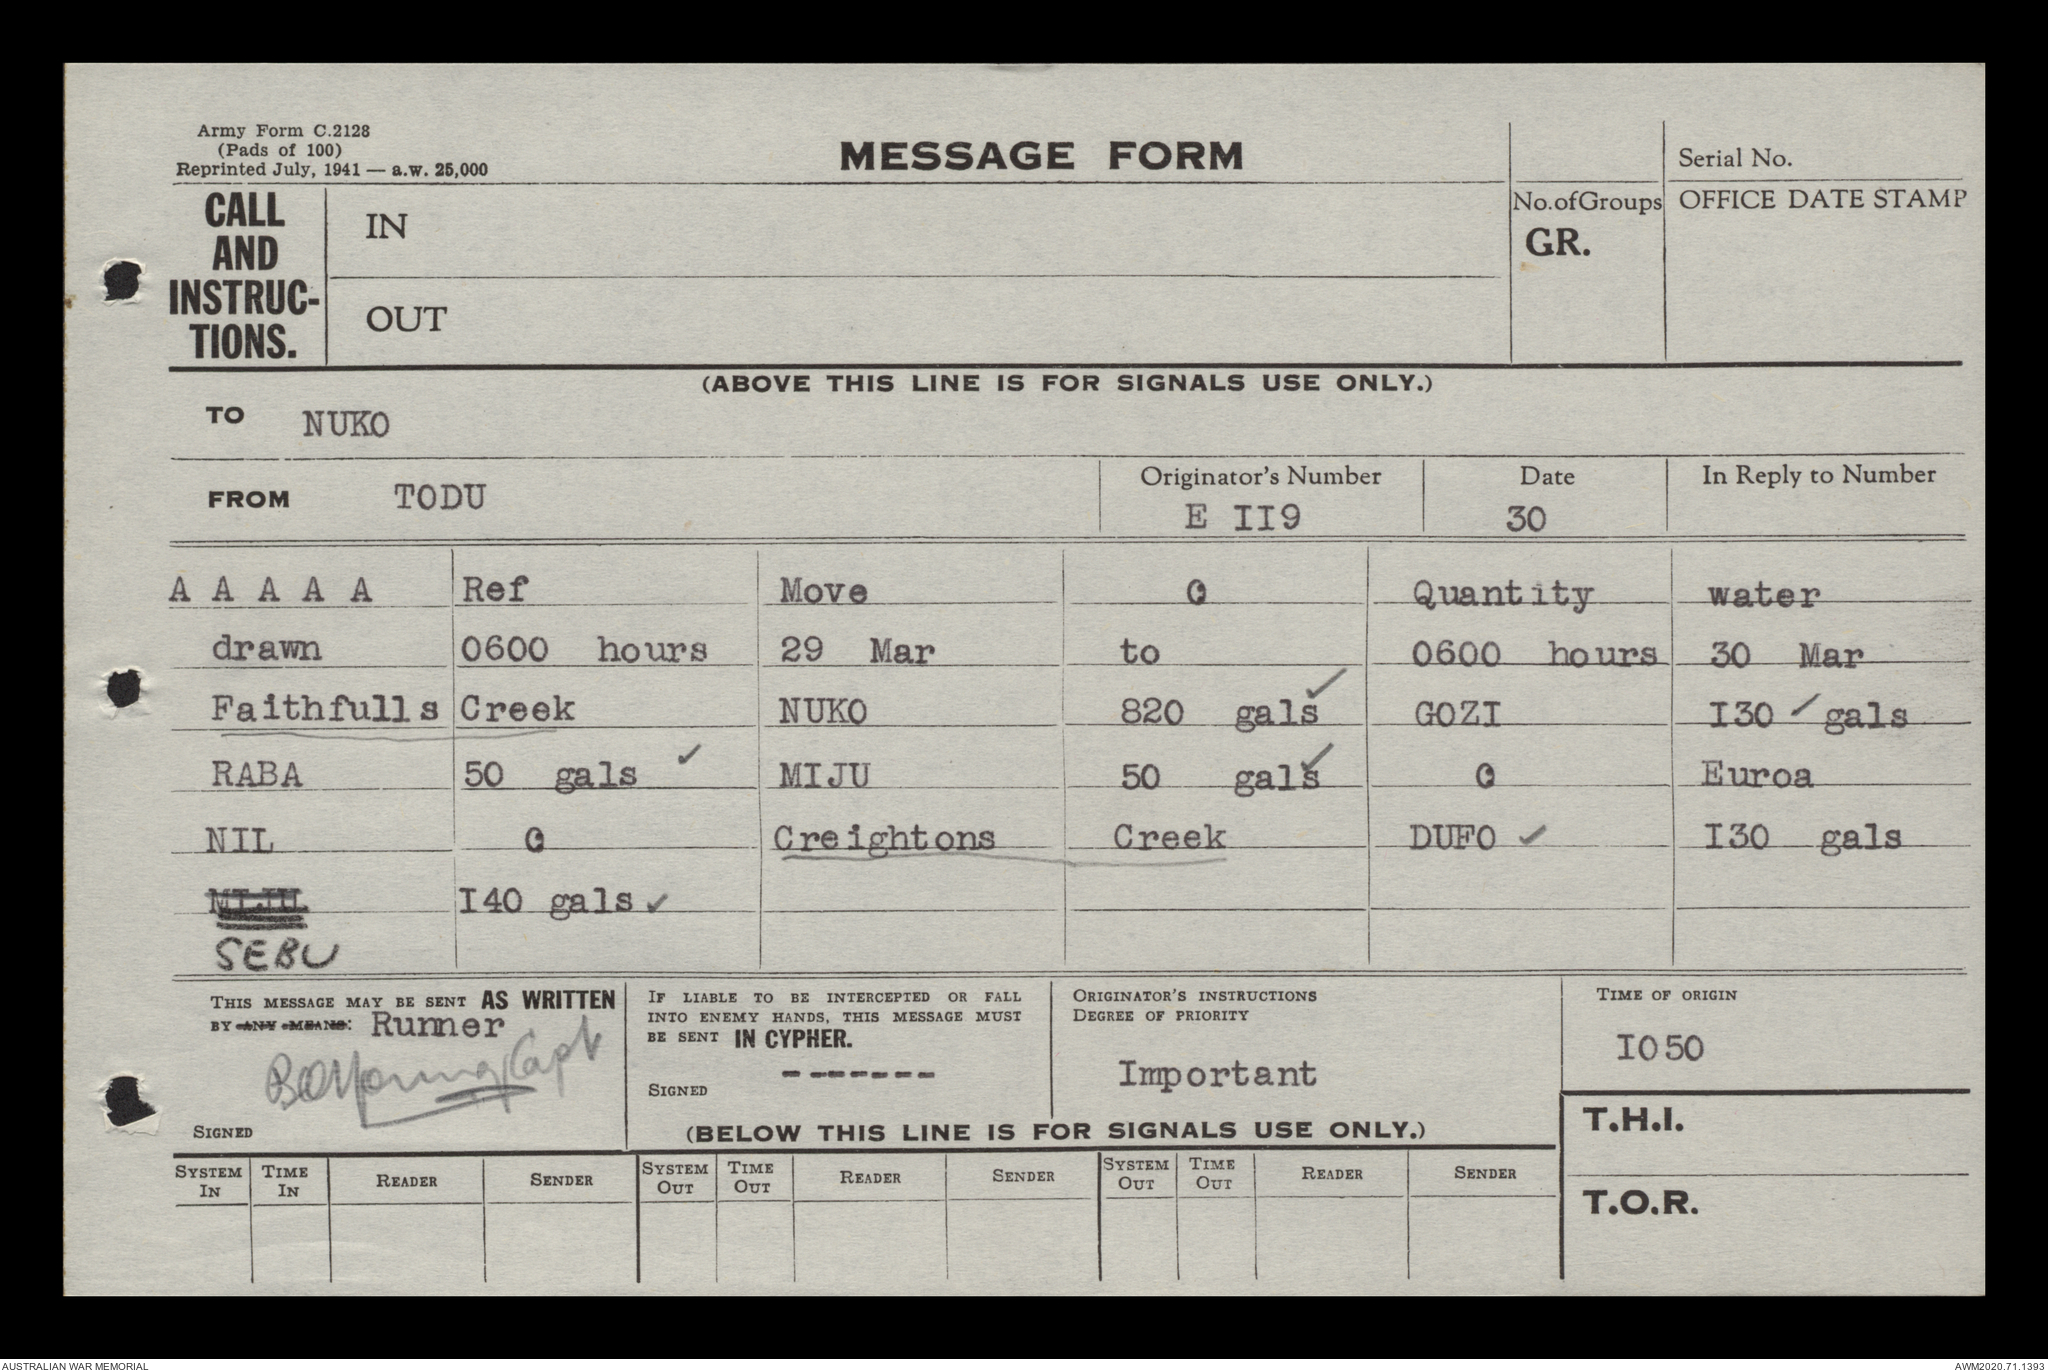 Army Form C.2128
(Pads of 100)
Reprinted July, 1941 — a.w. 25,000
MESSAGE FORM
Serial No.
CALL AND INSTRUC-TIONS.
IN
OUT
No.ofGroups
GR.
OFFICE DATE STAMP
(ABOVE THIS LINE IS FOR SIGNALS USE ONLY.)
TO NUKO
FROM TODU
Originator's Number
E II9
Date
30
In Reply to Number
A A A A A Ref Move O Quantity water
drawn 0600 hours 29 Mar to 0600 hours 30 Mar
Faithfulls Creek NUKO 820 gals ✓ GOZI I30 ✓ gals
RABA 50 gals ✓ MIJU 50 gals ✓ O Euroa
NIL O Creightons Creek DUFO ✓ I30 gals
MIJU I40 gals ✓
SEBU
THIS MESSAGE MAY BE SENT AS WRITTEN
BY ANY MEANS: Runner
SIGNED
IF LIABLE TO BE INTERCEPTED OR FALL
INTO ENEMY HANDS, THIS MESSAGE MUST
BE SENT IN CYPHER.
-------
SIGNED
ORIGINATOR'S INSTRUCTIONS
DEGREE OF PRIORITY
Important
TIME OF ORIGIN
I050
(BELOW THIS LINE IS FOR SIGNALS USE ONLY.)
T.H.I.
T.O.R.
SYSTEM IN TIME IN READER SENDER SYSTEM OUT TIME OUT READER SENDER SYSTEM OUT TIME OUT READER SENDER
AUSTRALIAN WAR MEMORIAL
AWM2020.71.1393